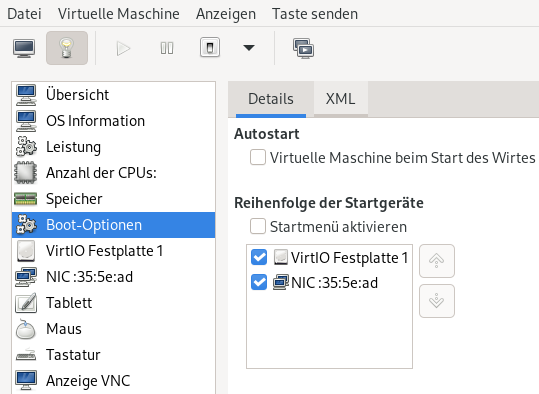 Datei Virtuelle Maschine Anzeigen Taste senden
Übersicht
OS Information
Leistung
Anzahl der CPUs:
Speicher
Boot-Optionen
VirtIO Festplatte 1
NIC :35:5e:ad
Tablett
Maus
Tastatur
Anzeige VNC
Details XML
Autostart
Virtuelle Maschine beim Start des Wirtes
Reihenfolge der Startgeräte
Startmenü aktivieren
VirtIO Festplatte 1
NIC :35:5e:ad